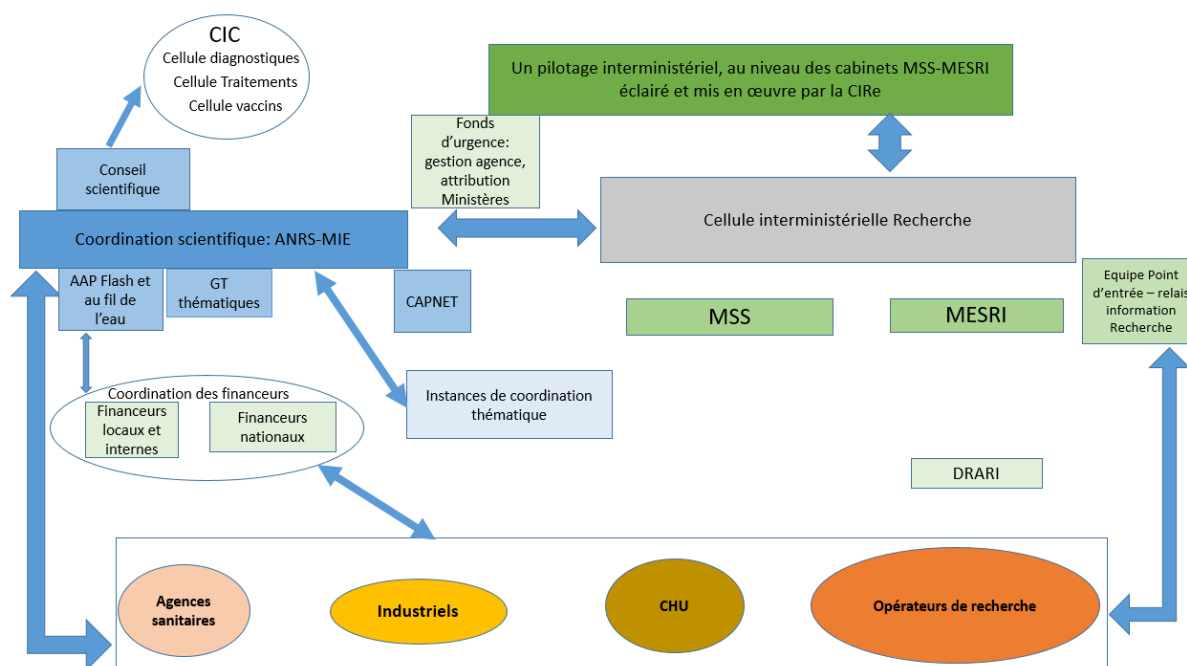 CIC
Cellule diagnostiques
Cellule Traitements
Cellule vaccins
Un pilotage interministériel, au niveau des cabinets MSS-MESRI
éclairé et mis en œuvre par la CIRe
Fonds
d’urgence:
gestion agence,
attribution
Ministères
Conseil
scientifique
Coordination scientifique: ANRS-MIE
Cellule interministérielle Recherche
AAP Flash et
au fil de
l’eau
GT
thématiques
CAPNET
MSS
MESRI
Equipe Point
d’entrée – relais
information
Recherche
Coordination des financeurs
Financeurs
locaux et
internes
Financeurs
nationaux
Instances de coordination
thématique
DRARI
Agences
sanitaires
Industriels
CHU
Opérateurs de recherche